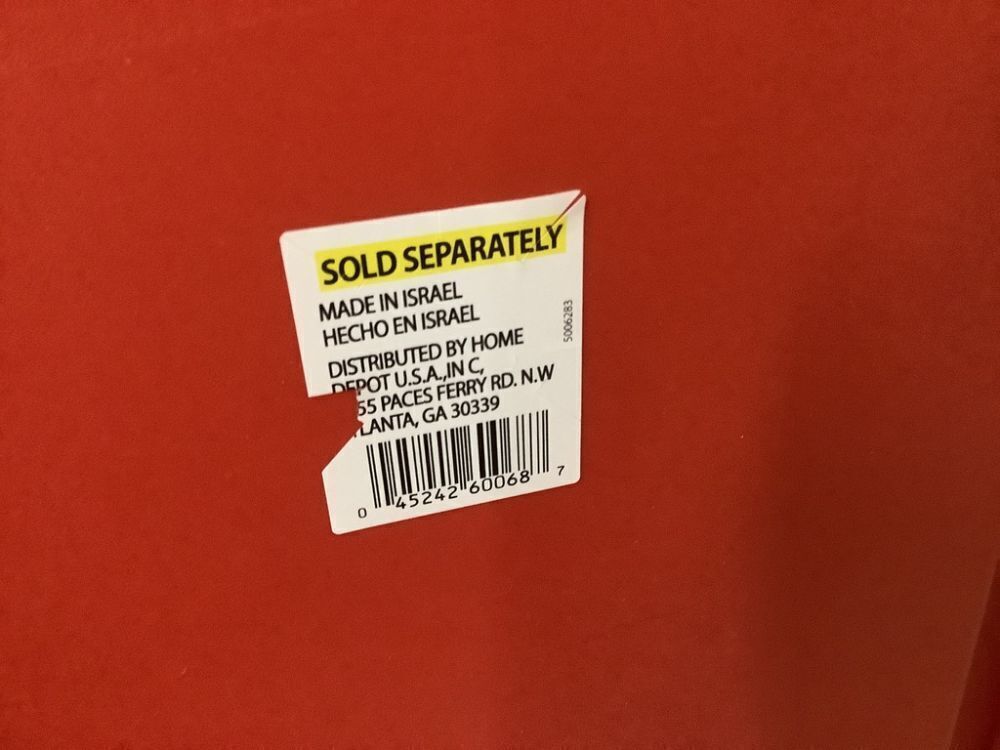 SOLD SEPARATELY
MADE IN ISRAEL
HECHO EN ISRAEL
DISTRIBUTED BY HOME
DEPOT U.S.A.,IN C,
55 PACES FERRY RD. N.W
LANTA, GA 30339
5006283
0 45242 60068 7